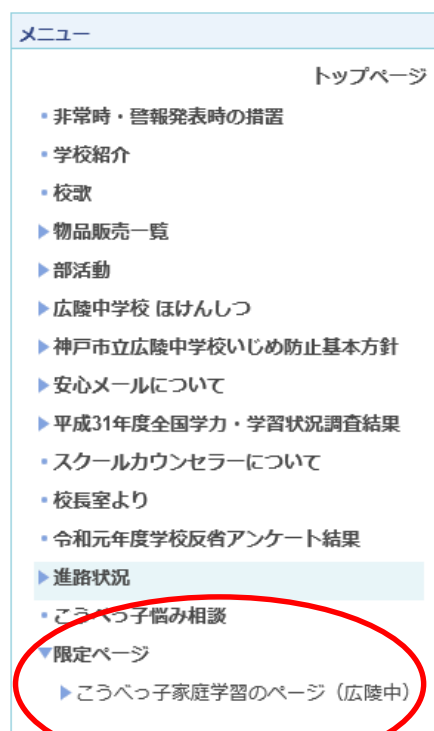 メニュー
トップページ
非常時・警報発表時の措置
学校紹介
校歌
物品販売一覧
部活動
広陵中学校 ほけんしつ
神戸市立広陵中学校いじめ防止基本方針
安心メールについて
平成31年度全国学力・学習状況調査結果
スクールカウンセラーについて
校長室より
令和元年度学校反省アンケート結果
進路状況
こうべっ子悩み相談
限定ページ
こうべっ子家庭学習のページ（広陵中）